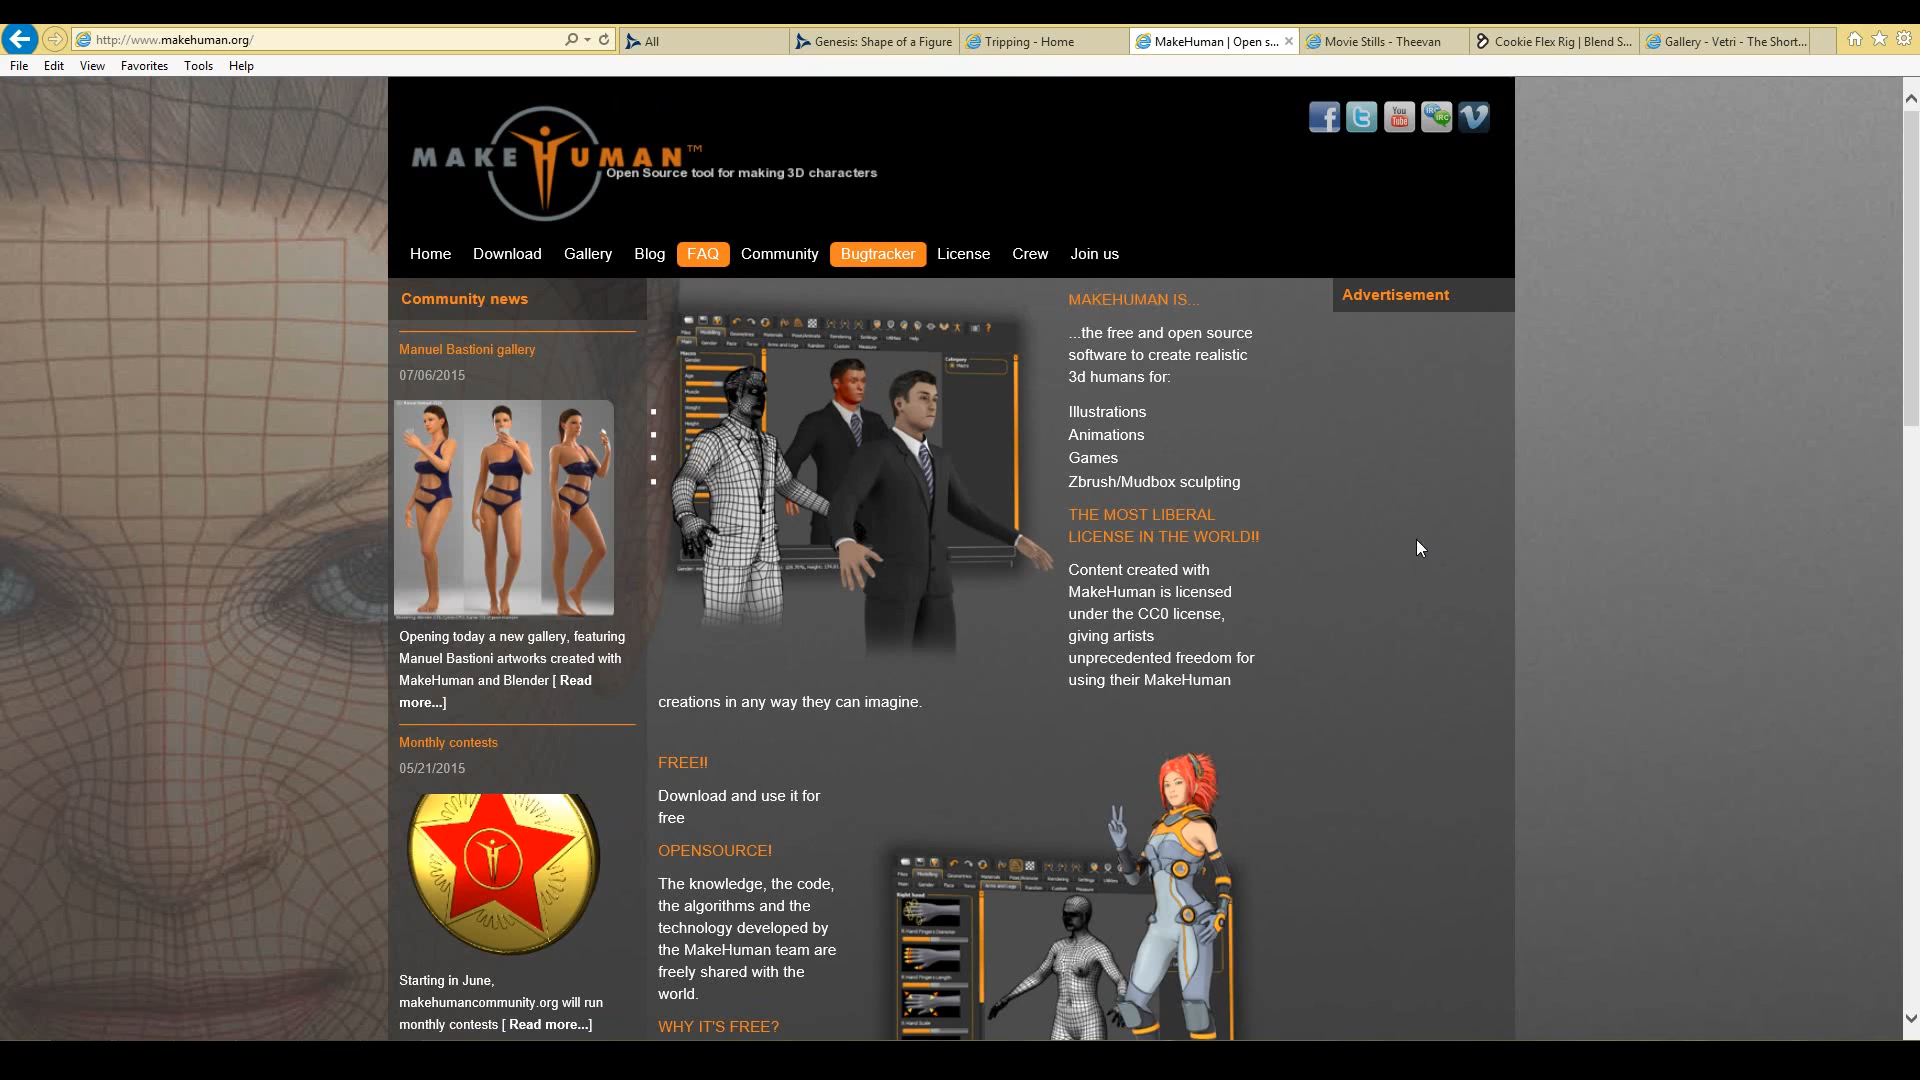 http://www.makehuman.org/
All
Genesis: Shape of a Figure
Tripping - Home
MakeHuman | Open s...
Movie Stills - Theevan
Cookie Flex Rig | Blend S...
Gallery - Vetri - The Short...
File Edit View Favorites Tools Help
MAKEHUMAN™
Open Source tool for making 3D characters
You
Tube
IRC
Home Download Gallery Blog FAQ Community Bugtracker License Crew Join us
Community news
Manuel Bastioni gallery
07/06/2015
Opening today a new gallery, featuring
Manuel Bastioni artworks created with
MakeHuman and Blender [ Read
more...]
Monthly contests
05/21/2015
Starting in June,
makehumancommunity.org will run
monthly contests [ Read more...]
MAKEHUMAN IS...
...the free and open source
software to create realistic
3d humans for:
Illustrations
Animations
Games
Zbrush/Mudbox sculpting
THE MOST LIBERAL
LICENSE IN THE WORLD!!
Content created with
MakeHuman is licensed
under the CC0 license,
giving artists
unprecedented freedom for
using their MakeHuman
creations in any way they can imagine.
FREE!!
Download and use it for
free
OPENSOURCE!
The knowledge, the code,
the algorithms and the
technology developed by
the MakeHuman team are
freely shared with the
world.
WHY IT'S FREE?
Advertisement